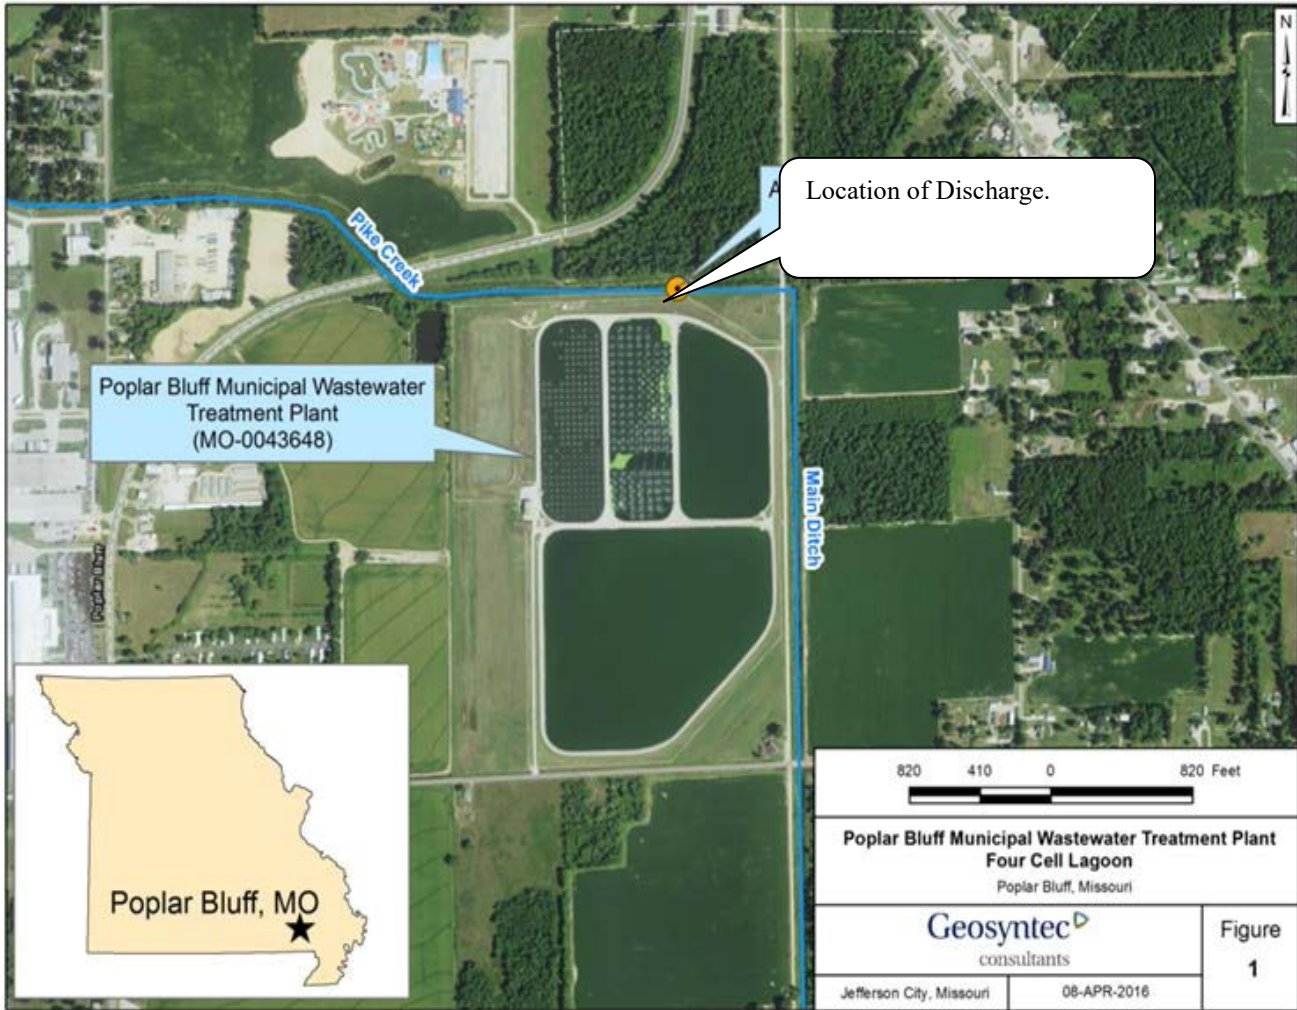 N
A
Location of Discharge.
Pike Creek
Poplar Bluff Municipal Wastewater
Treatment Plant
(MO-0043648)
Main Ditch
Poplar Bluff
Poplar Bluff, MO
820 410 0 820 Feet
Poplar Bluff Municipal Wastewater Treatment Plant
Four Cell Lagoon
Poplar Bluff, Missouri
Geosyntec
consultants
Figure
1
Jefferson City, Missouri
08-APR-2016